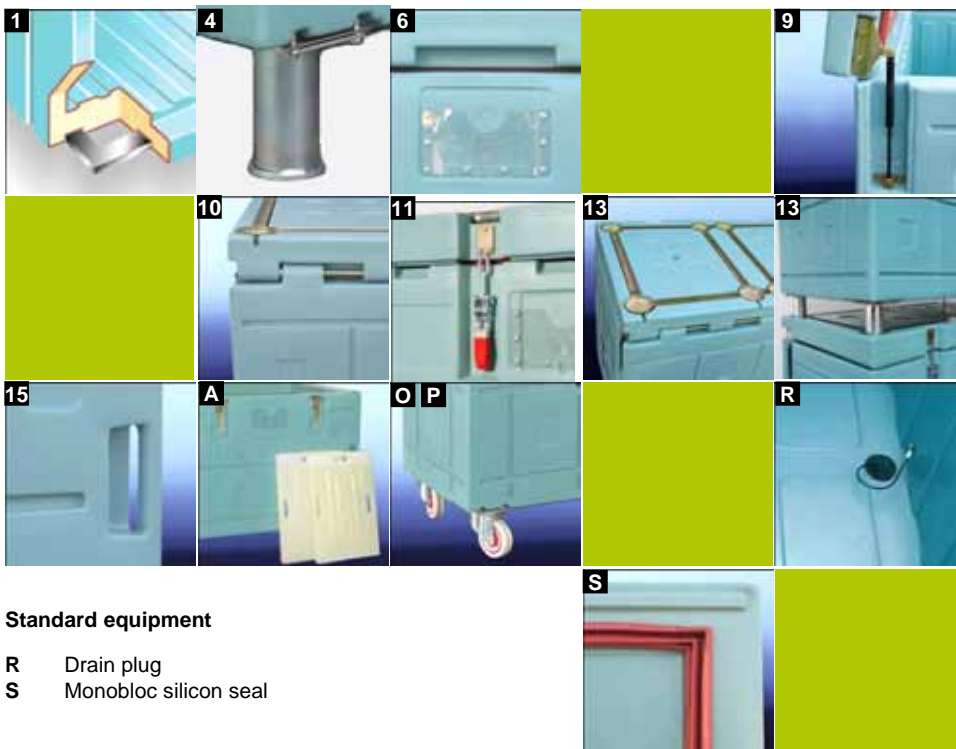 1
4
6
9
10
11
13
13
15
A
O P
R
S
Standard equipment
R Drain plug
S Monobloc silicon seal